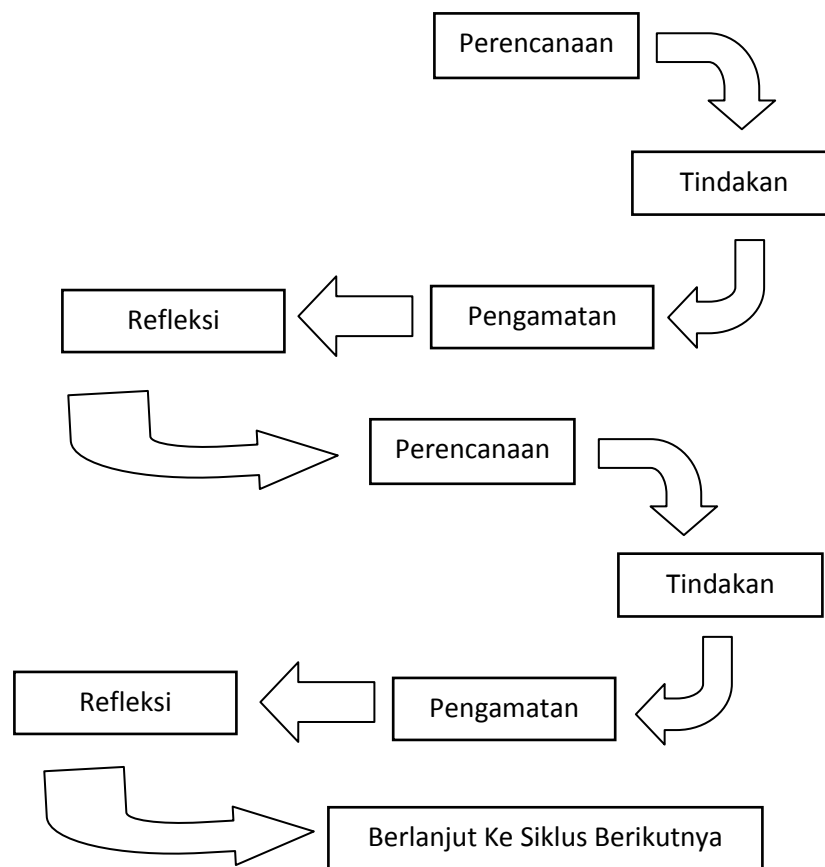 Perencanaan
Tindakan
Pengamatan
Refleksi
Perencanaan
Tindakan
Pengamatan
Refleksi
Berlanjut Ke Siklus Berikutnya